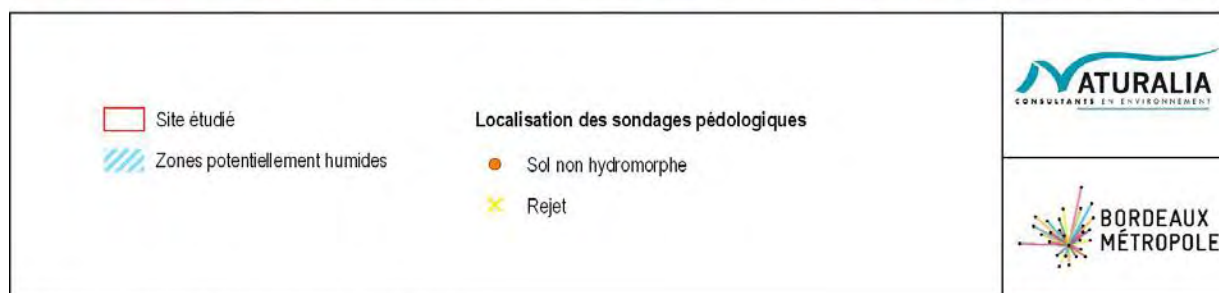 Site étudié
Zones potentiellement humides
Localisation des sondages pédologiques
Sol non hydromorphe
Rejet
NATURALIA
CONSULTANTS EN ENVIRONNEMENT
BORDEAUX
MÉTROPOLE